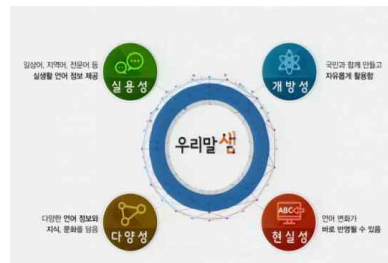 일상어, 지역어, 전문어 등
실생활 언어 정보 제공
실용성
개방성
국민과 함께 만들고
자유롭게 활용함
우리말샘
다양한 언어 정보와
지식, 문화를 담음
다양성
ABC
현실성
언어 변화가
바로 반영될 수 있음